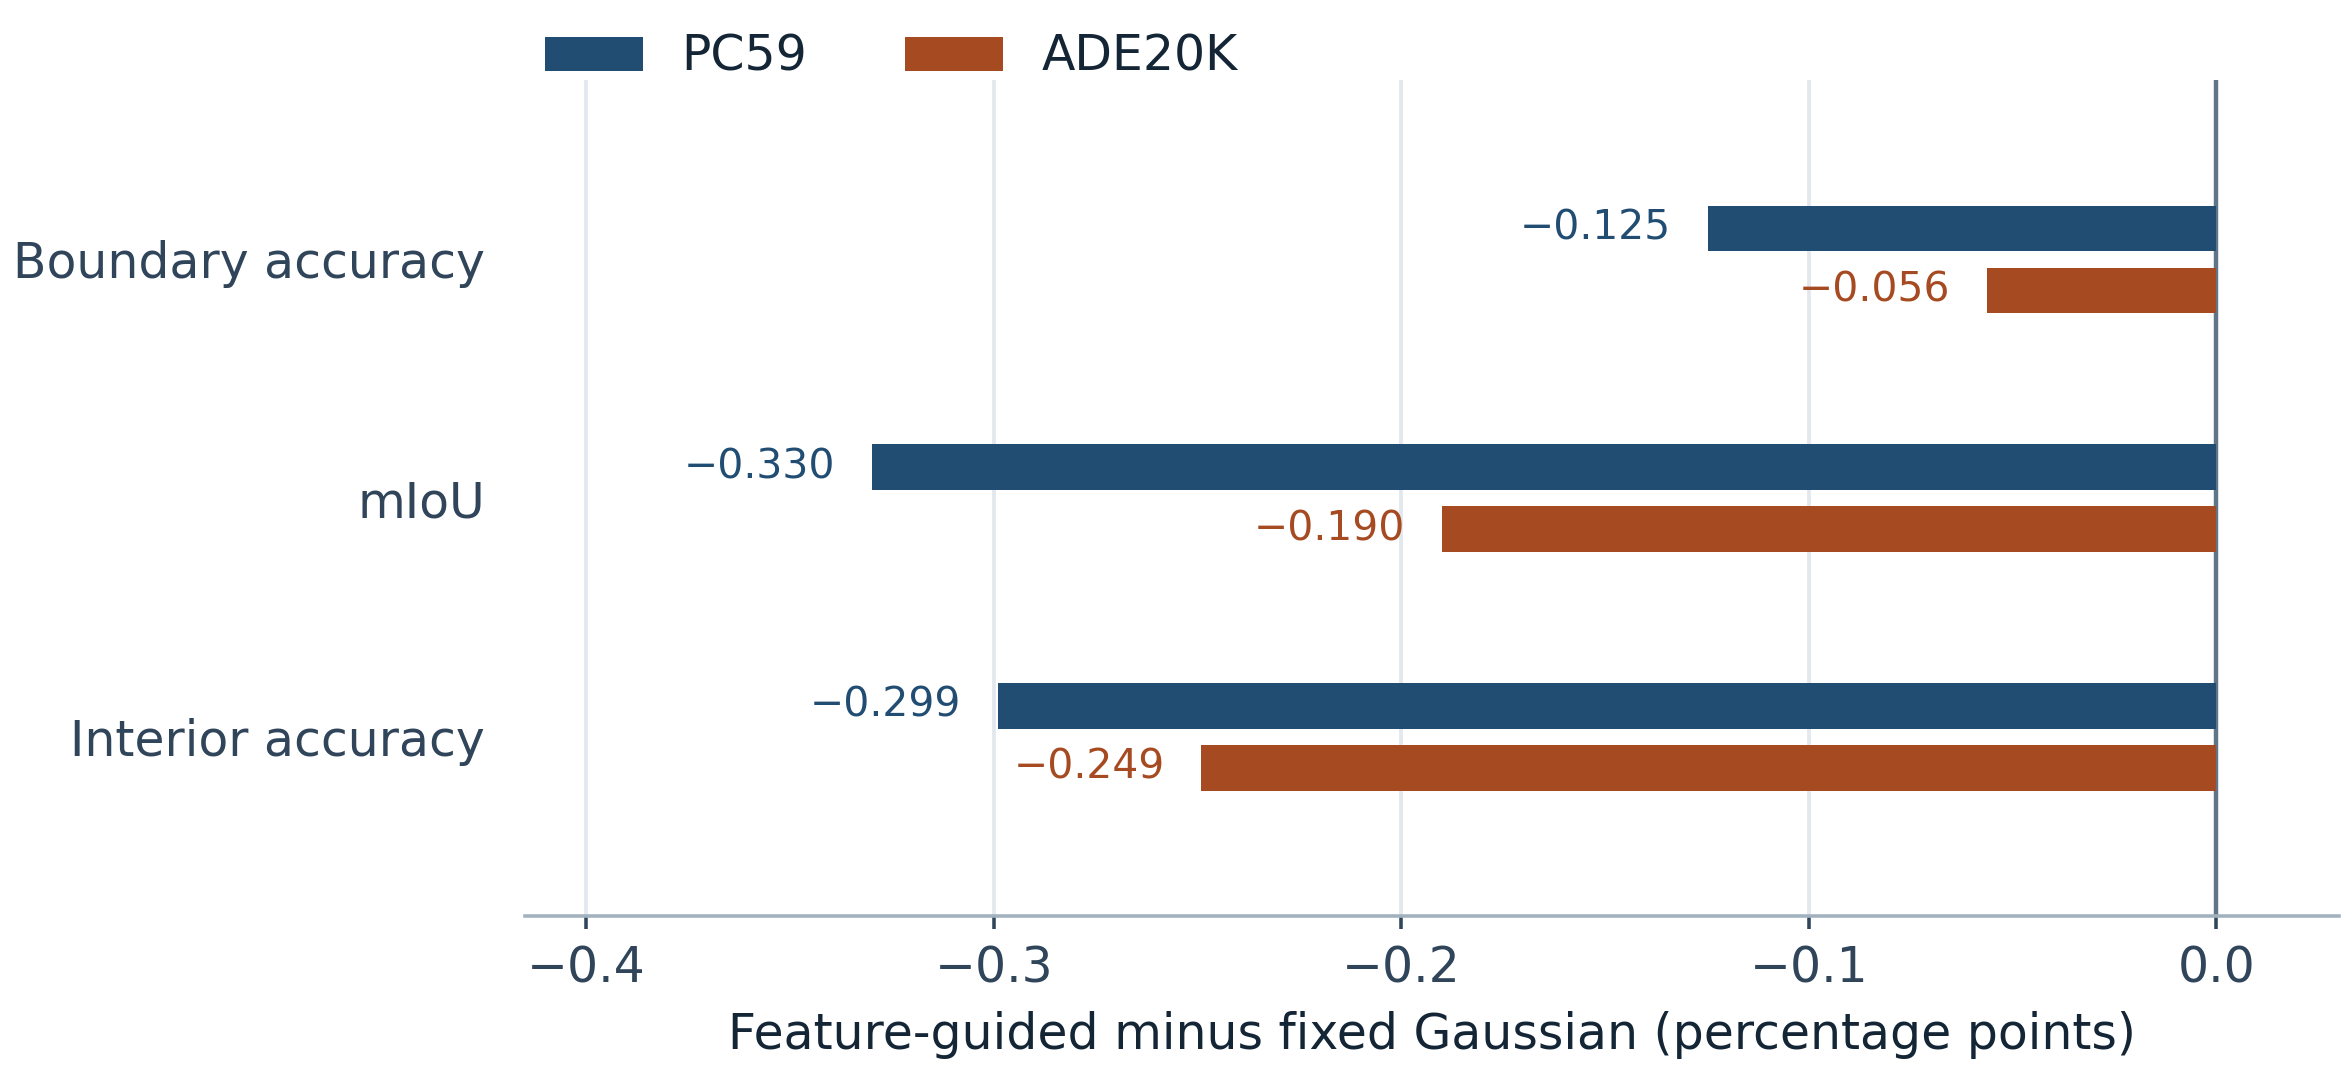 PC59 ADE20K
Boundary accuracy
−0.125
−0.056
mIoU
−0.330
−0.190
Interior accuracy
−0.299
−0.249
−0.4 −0.3 −0.2 −0.1 0.0
Feature-guided minus fixed Gaussian (percentage points)